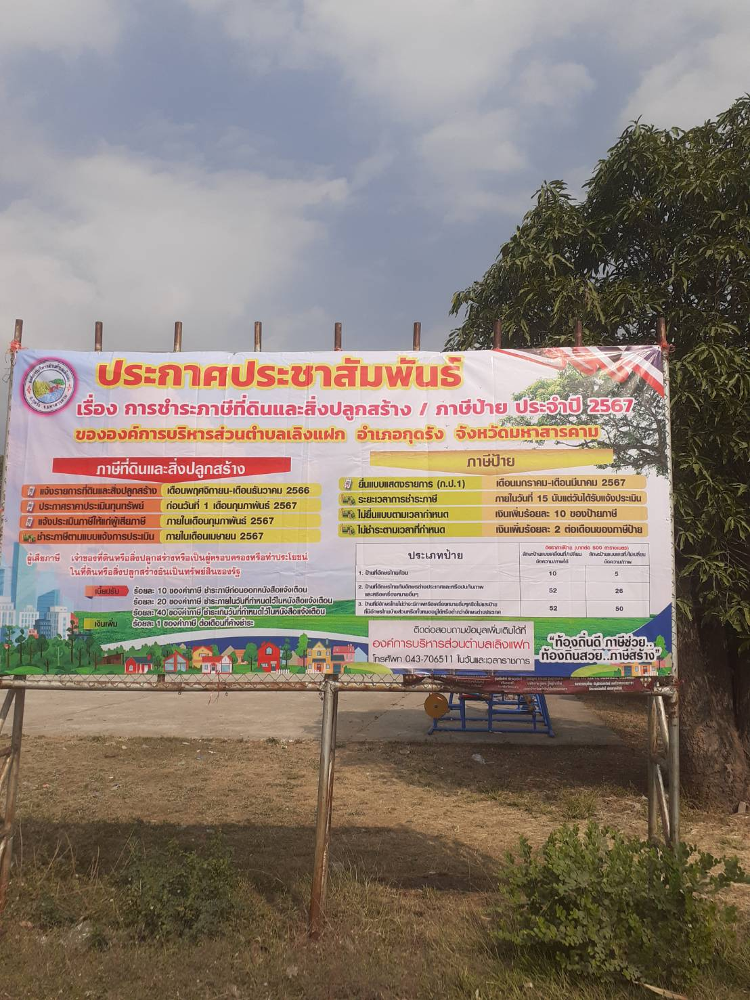 ประกาศประชาสัมพันธ์
เรื่อง การชำระภาษีที่ดินและสิ่งปลูกสร้าง / ภาษีป้าย ประจำปี 2567
ขององค์การบริหารส่วนตำบลเลิงแฝก อำเภอกุดรัง จังหวัดมหาสารคาม
ภาษีที่ดินและสิ่งปลูกสร้าง
แจ้งรายการที่ดินและสิ่งปลูกสร้าง เดือนพฤศจิกายน-เดือนธันวาคม 2566
ประกาศราคาประเมินทุนทรัพย์ ก่อนวันที่ 1 เดือนกุมภาพันธ์ 2567
แจ้งประเมินภาษีให้แก่ผู้เสียภาษี ภายในเดือนกุมภาพันธ์ 2567
ชำระภาษีตามแบบแจ้งการประเมิน ภายในเดือนเมษายน 2567
ผู้เสียภาษี เจ้าของที่ดินหรือสิ่งปลูกสร้างหรือเป็นผู้ครอบครองหรือทำประโยชน์
ในที่ดินหรือสิ่งปลูกสร้างอันเป็นทรัพย์สินของรัฐ
เบี้ยปรับ ร้อยละ 10 ของค่าภาษี ชำระภาษีก่อนออกหนังสือแจ้งเตือน
ร้อยละ 20 ของค่าภาษี ชำระภายในวันที่กำหนดไว้ในหนังสือแจ้งเตือน
ร้อยละ 40 ของค่าภาษี ชำระเกินวันที่กำหนดไว้ในหนังสือแจ้งเตือน
เงินเพิ่ม ร้อยละ 1 ของค่าภาษี ต่อเดือนที่ค้างชำระ
ภาษีป้าย
ยื่นแบบแสดงรายการ (ภ.ป.1) เดือนมกราคม-เดือนมีนาคม 2567
ระยะเวลาการชำระภาษี ภายในวันที่ 15 นับแต่วันได้รับแจ้งประเมิน
ไม่ยื่นแบบตามเวลากำหนด เงินเพิ่มร้อยละ 10 ของป้ายภาษี
ไม่ชำระตามเวลาที่กำหนด เงินเพิ่มร้อยละ 2 ต่อเดือนของภาษีป้าย
ประเภทป้าย
อัตราภาษีป้าย (บาทต่อ 500 ตารางเมตร)
ลักษะป้ายแบบเคลื่อนที่/เปลี่ยน ลักษะป้ายแบบคงที่/ไม่เปลี่ยน
ข้อความ/ภาพได้ ข้อความ/ภาพ
1. ป้ายที่อักษรไทยล้วน 10 5
2. ป้ายที่อักษรไทยกับอักษรต่างประเทศและหรือปนกับภาพ
และหรือเครื่องหมายอื่นๆ 52 26
3. ป้ายที่มีอักษรไทยไม่ว่าจะมีภาพหรือเครื่องหมายอื่นๆหรือไม่และป้าย
ที่มีอักษรไทยบางส่วนหรือทั้งหมดอยู่ใต้หรือต่ำกว่าอักษรต่างประเทศ 52 50
ติดต่อสอบถามข้อมูลเพิ่มเติมได้ที่
องค์การบริหารส่วนตำบลเลิงแฝก
โทรศัพท 043-706511 ในวันและเวลาราชการ
"ท้องถิ่นดี ภาษีช่วย..
ท้องถิ่นสวย..ภาษีสร้าง"